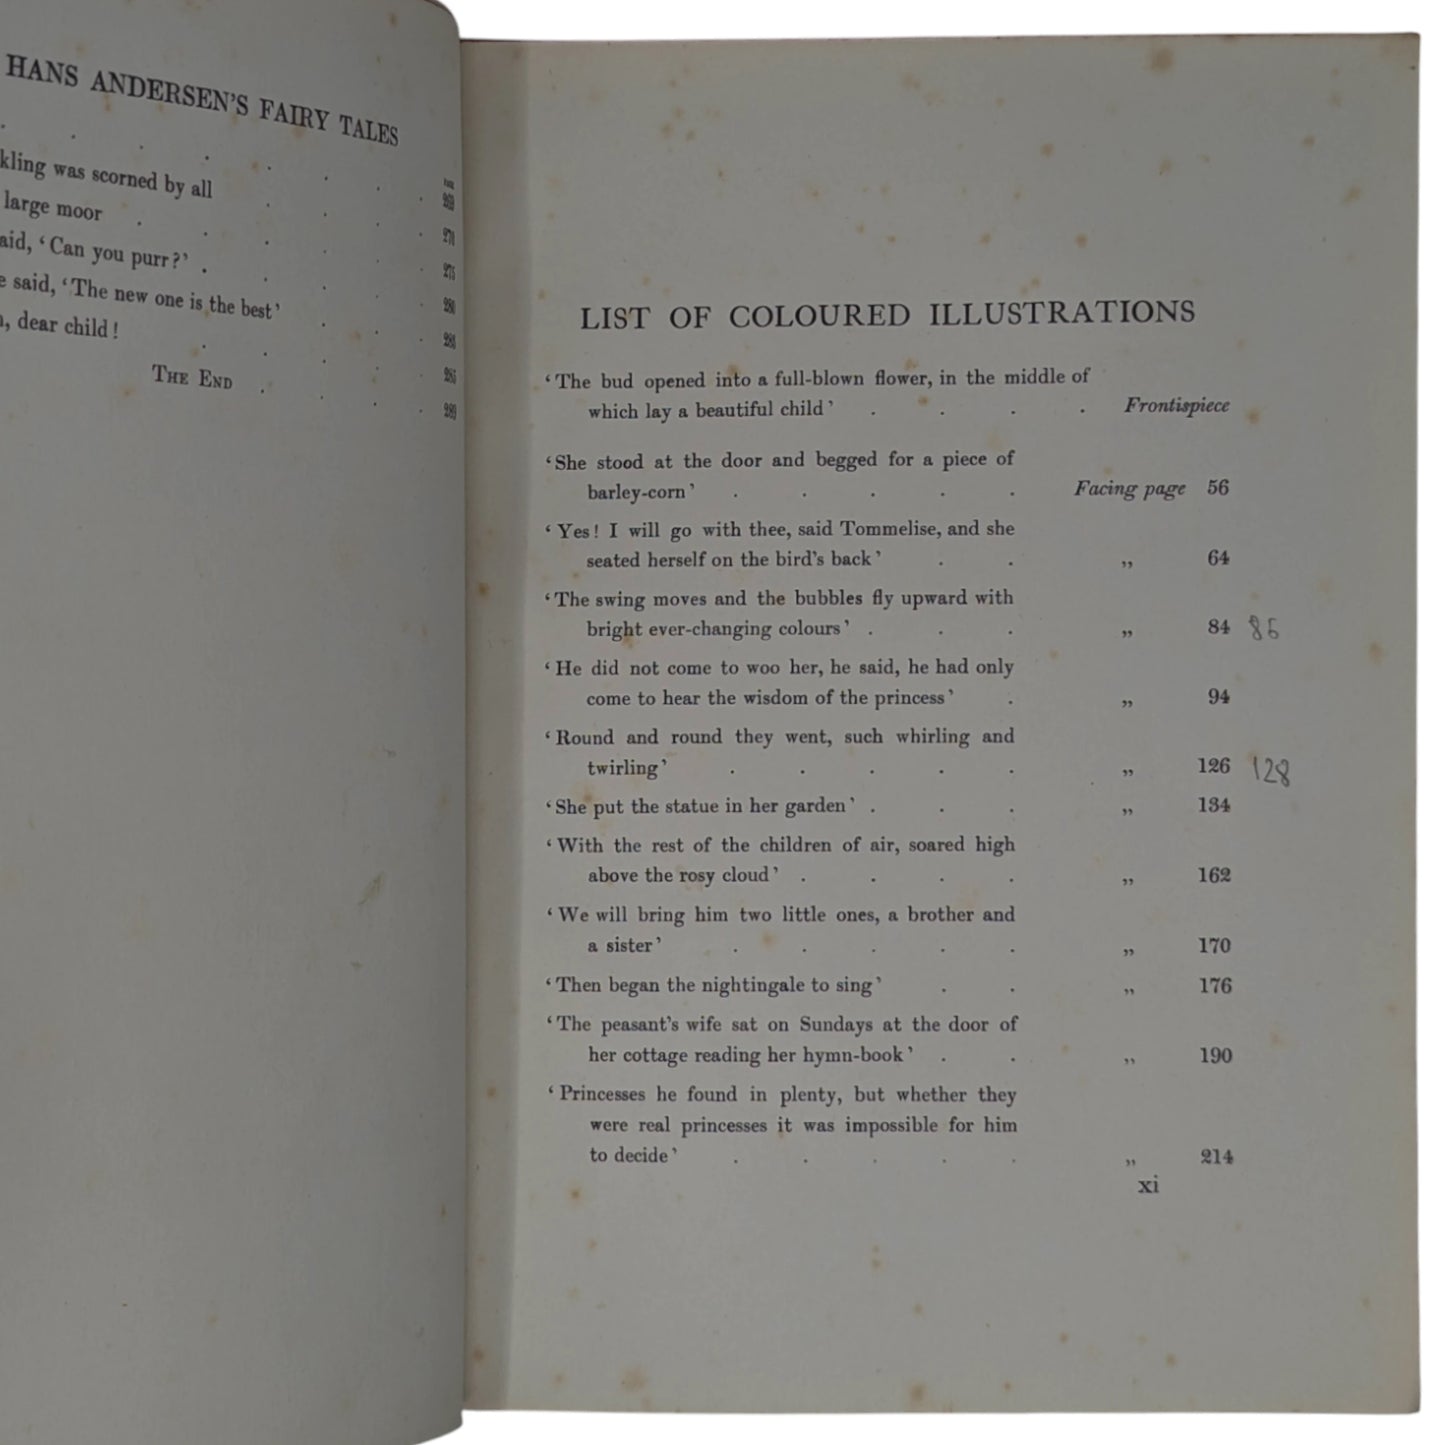 HANS ANDERSEN'S FAIRY TALES
PAGE
kling was scorned by all . . . . 269
large moor . . . . . 270
aid, ‘Can you purr?’ . . . . 275
e said, ‘The new one is the best’ . . . 280
, dear child! . . . . 283
THE END . . . . 289
LIST OF COLOURED ILLUSTRATIONS
‘The bud opened into a full-blown flower, in the middle of
which lay a beautiful child’ . . . . Frontispiece
‘She stood at the door and begged for a piece of
barley-corn’ . . . . . Facing page 56
‘Yes! I will go with thee, said Tommelise, and she
seated herself on the bird's back’ . . „ 64
‘The swing moves and the bubbles fly upward with
bright ever-changing colours’ . . . „ 84 86
‘He did not come to woo her, he said, he had only
come to hear the wisdom of the princess’ . „ 94
‘Round and round they went, such whirling and
twirling’ . . . . . „ 126 128
‘She put the statue in her garden’ . . . „ 134
‘With the rest of the children of air, soared high
above the rosy cloud’ . . . . „ 162
‘We will bring him two little ones, a brother and
a sister’ . . . . . „ 170
‘Then began the nightingale to sing’ . . „ 176
‘The peasant's wife sat on Sundays at the door of
her cottage reading her hymn-book’ . . „ 190
‘Princesses he found in plenty, but whether they
were real princesses it was impossible for him
to decide’ . . . . . „ 214
xi